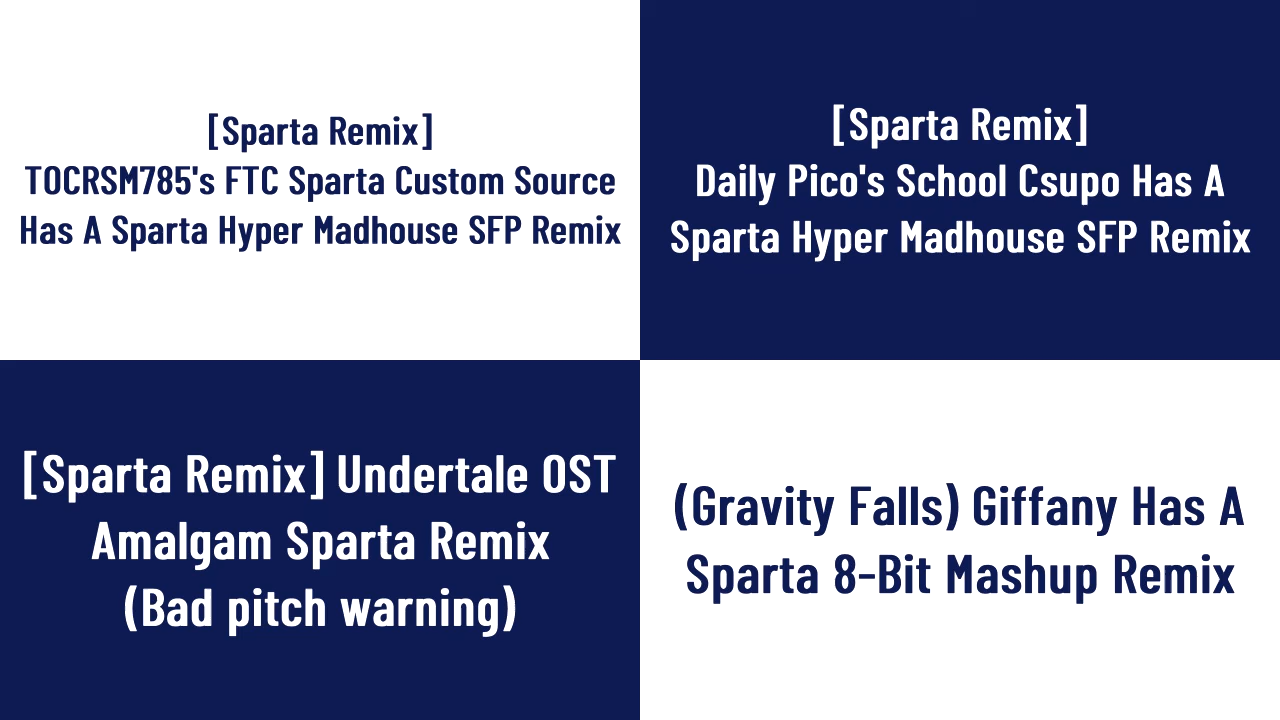 [Sparta Remix]
TOCRSM785's FTC Sparta Custom Source
Has A Sparta Hyper Madhouse SFP Remix
[Sparta Remix]
Daily Pico's School Csupo Has A
Sparta Hyper Madhouse SFP Remix
[Sparta Remix] Undertale OST
Amalgam Sparta Remix
(Bad pitch warning)
(Gravity Falls) Giffany Has A
Sparta 8-Bit Mashup Remix